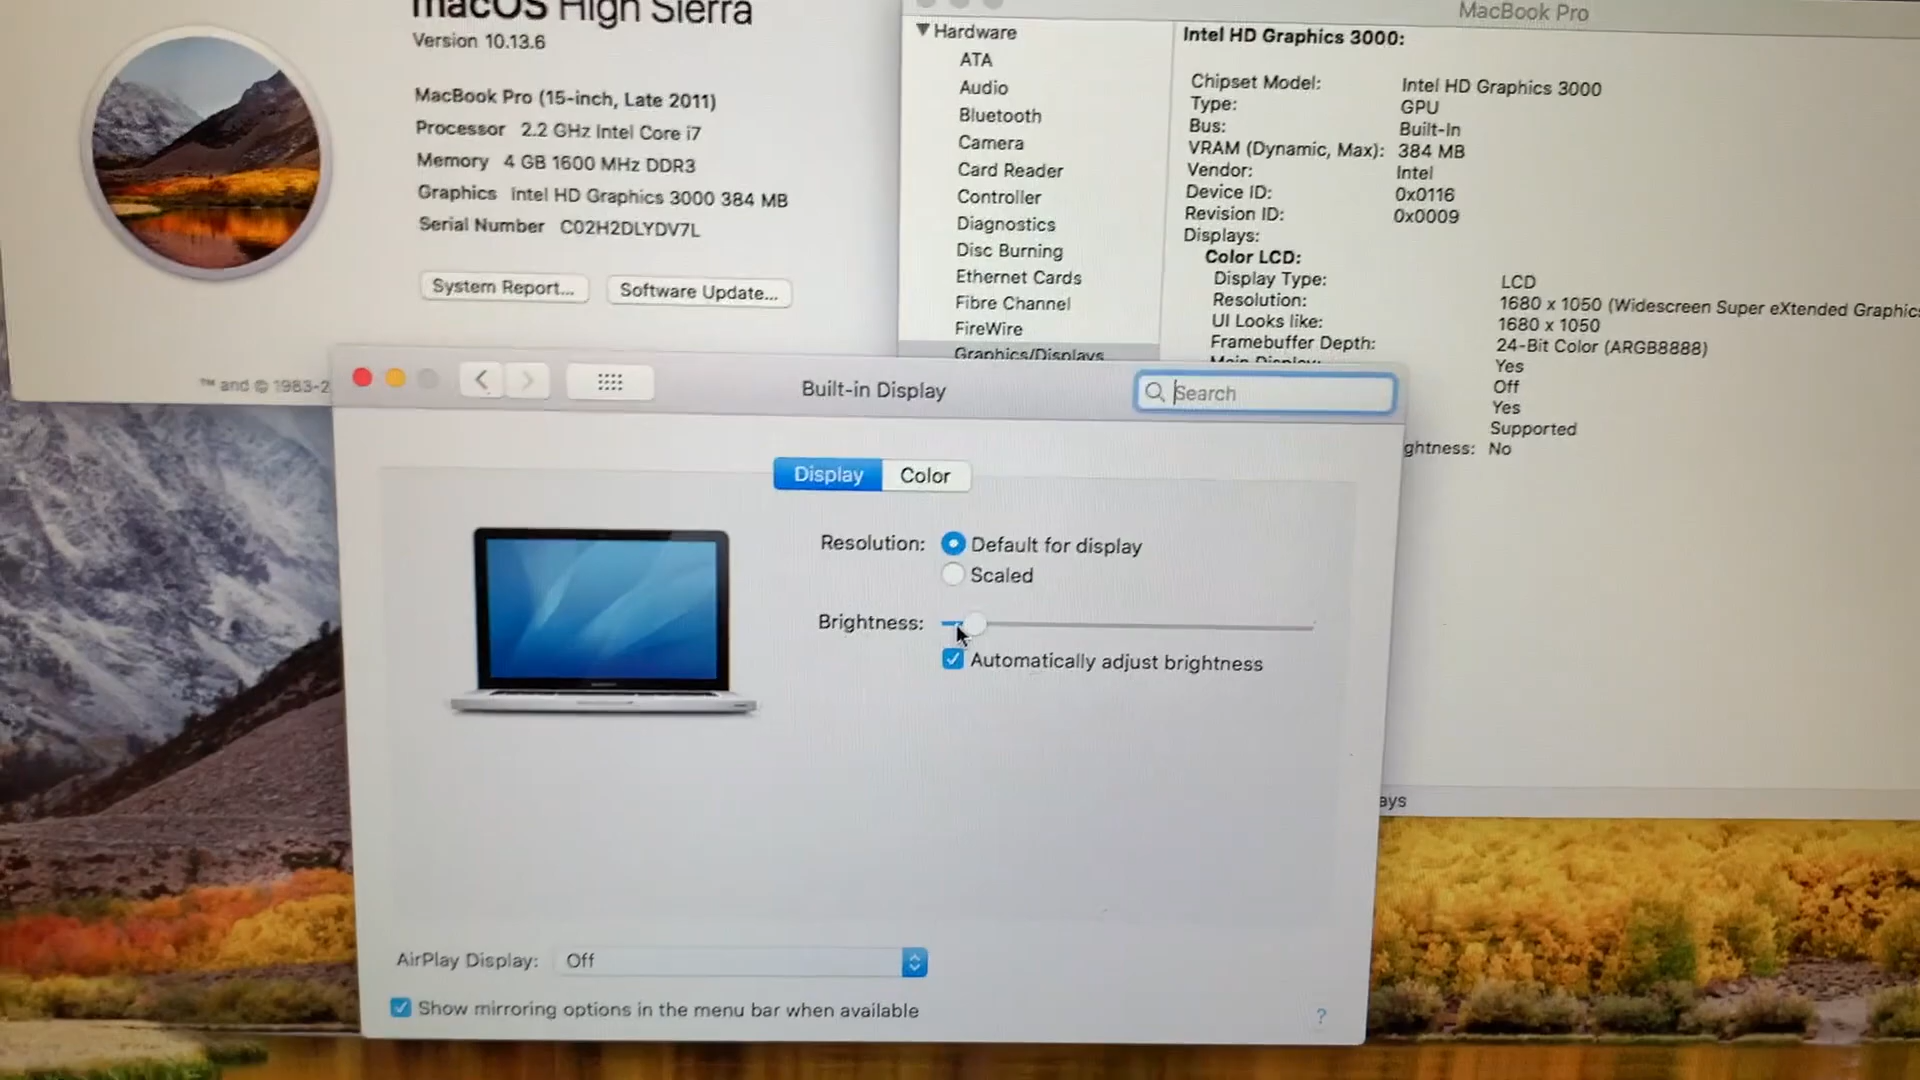 macOS High Sierra
Version 10.13.6
MacBook Pro (15-inch, Late 2011)
Processor 2.2 GHz Intel Core i7
Memory 4 GB 1600 MHz DDR3
Graphics Intel HD Graphics 3000 384 MB
Serial Number C02H2DLYDV7L
System Report...
Software Update...
™ and © 1983-2
MacBook Pro
Hardware
ATA
Audio
Bluetooth
Camera
Card Reader
Controller
Diagnostics
Disc Burning
Ethernet Cards
Fibre Channel
FireWire
Graphics/Displays
Intel HD Graphics 3000:
Chipset Model: Intel HD Graphics 3000
Type: GPU
Bus: Built-In
VRAM (Dynamic, Max): 384 MB
Vendor: Intel
Device ID: 0x0116
Revision ID: 0x0009
Displays:
Color LCD:
Display Type: LCD
Resolution: 1680 x 1050 (Widescreen Super eXtended Graphics
UI Looks like: 1680 x 1050
Framebuffer Depth: 24-Bit Color (ARGB8888)
Main Display: Yes
Off
Yes
Supported
ghtness: No
ays
Built-in Display
Search
Display
Color
Resolution: Default for display
Scaled
Brightness:
Automatically adjust brightness
AirPlay Display: Off
Show mirroring options in the menu bar when available
?